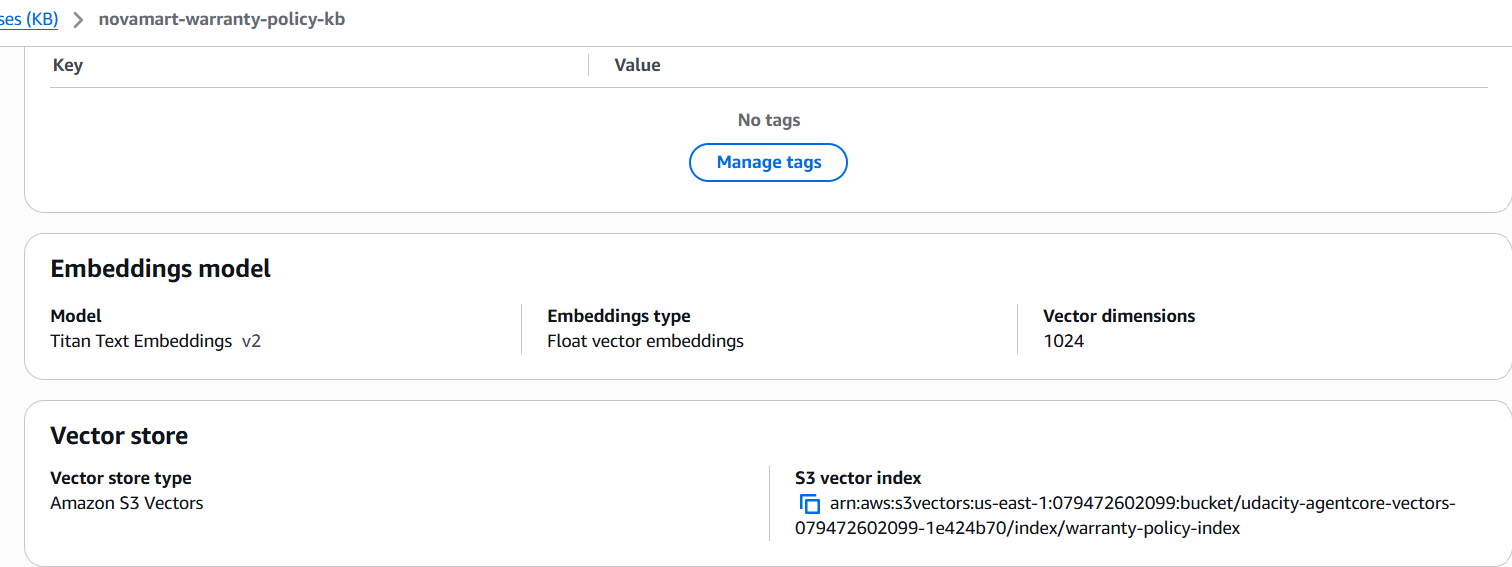 ses (KB) > novamart-warranty-policy-kb
Key Value
No tags
Manage tags
Embeddings model
Model Embeddings type Vector dimensions
Titan Text Embeddings v2 Float vector embeddings 1024
Vector store
Vector store type S3 vector index
Amazon S3 Vectors arn:aws:s3vectors:us-east-1:079472602099:bucket/udacity-agentcore-vectors-
079472602099-1e424b70/index/warranty-policy-index